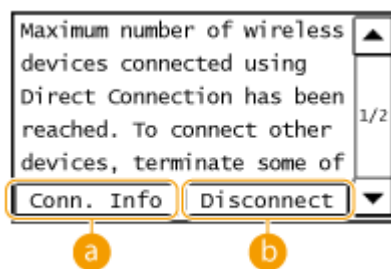 Maximum number of wireless
devices connected using
Direct Connection has been
reached. To connect other
devices, terminate some of
1/2
Conn. Info Disconnect
a b